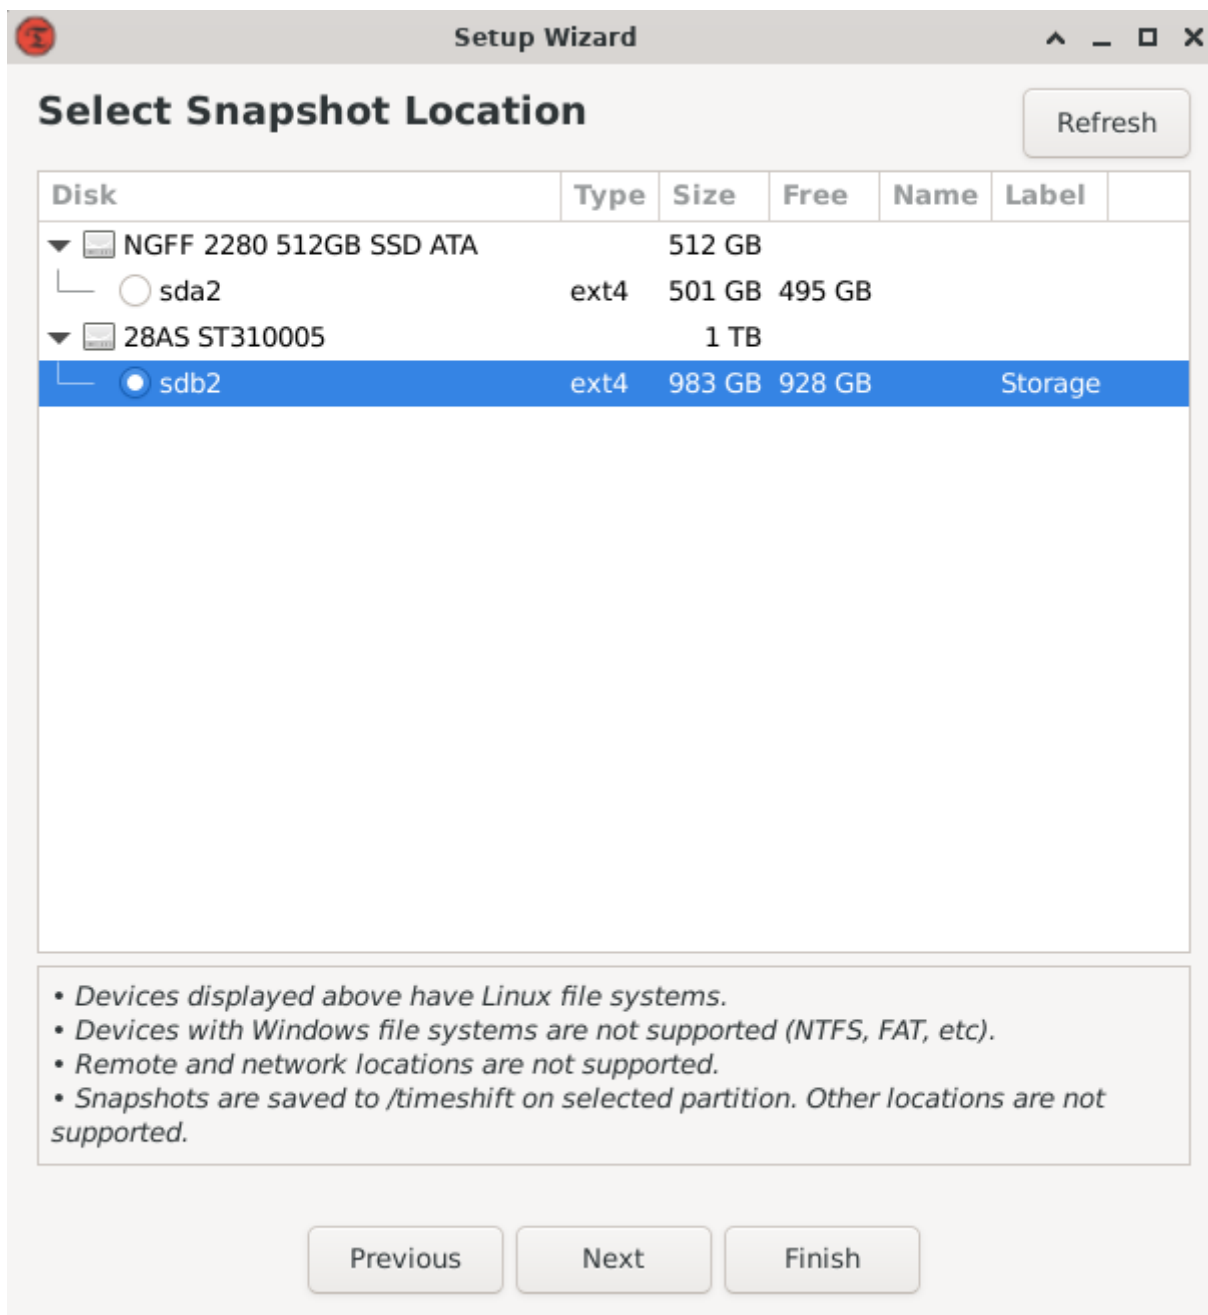 Setup Wizard
Select Snapshot Location
Refresh
Disk Type Size Free Name Label
NGFF 2280 512GB SSD ATA 512 GB
sda2 ext4 501 GB 495 GB
28AS ST310005 1 TB
sdb2 ext4 983 GB 928 GB Storage
• Devices displayed above have Linux file systems.
• Devices with Windows file systems are not supported (NTFS, FAT, etc).
• Remote and network locations are not supported.
• Snapshots are saved to /timeshift on selected partition. Other locations are not
supported.
Previous Next Finish